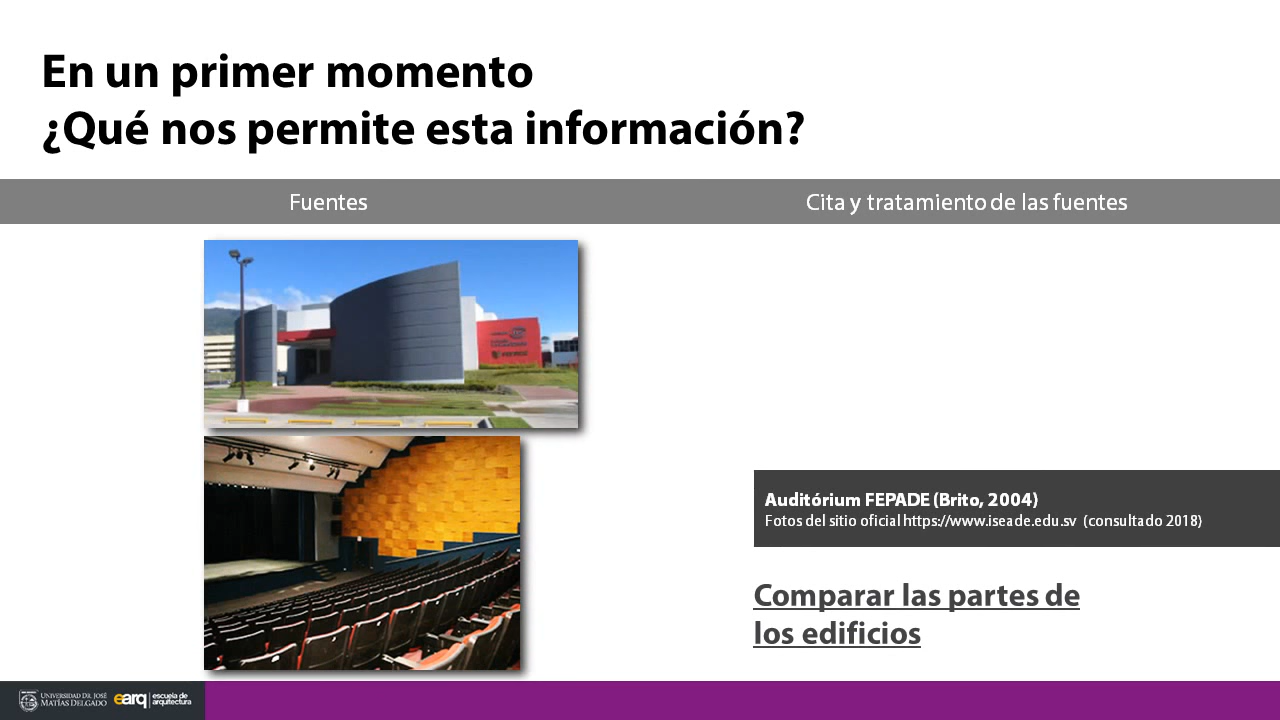 En un primer momento
¿Qué nos permite esta información?
Fuentes
Cita y tratamiento de las fuentes
Auditórium FEPADE (Brito, 2004)
Fotos del sitio oficial https://www.iseade.edu.sv (consultado 2018)
Comparar las partes de
los edificios
UNIVERSIDAD DR. JOSÉ
MATÍAS DELGADO
earq
escuela de
arquitectura